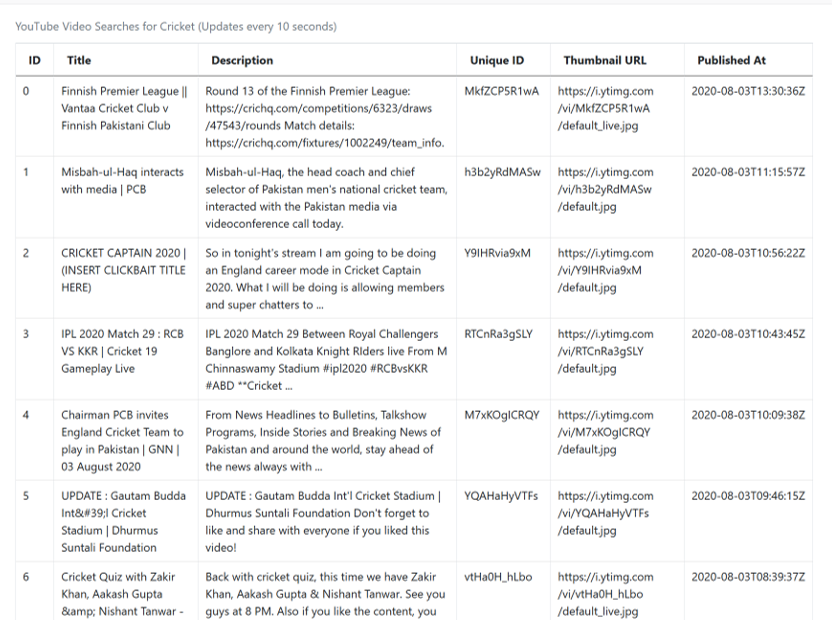 YouTube Video Searches for Cricket (Updates every 10 seconds)
ID Title Description Unique ID Thumbnail URL Published At
0 Finnish Premier League || Round 13 of the Finnish Premier League: MkfZCP5R1wA https://i.ytimg.com 2020-08-03T13:30:36Z
Vantaa Cricket Club v https://crichq.com/competitions/6323/draws /vi/MkfZCP5R1wA
Finnish Pakistani Club /47543/rounds Match details: /default_live.jpg
https://crichq.com/fixtures/1002249/team_info.
1 Misbah-ul-Haq interacts Misbah-ul-Haq, the head coach and chief h3b2yRdMASw https://i.ytimg.com 2020-08-03T11:15:57Z
with media | PCB selector of Pakistan men's national cricket team, /vi/h3b2yRdMASw
interacted with the Pakistan media via /default.jpg
videoconference call today.
2 CRICKET CAPTAIN 2020 | So in tonight's stream I am going to be doing Y9IHRvia9xM https://i.ytimg.com 2020-08-03T10:56:22Z
(INSERT CLICKBAIT TITLE an England career mode in Cricket Captain /vi/Y9IHRvia9xM
HERE) 2020. What I will be doing is allowing members /default.jpg
and super chatters to ...
3 IPL 2020 Match 29 : RCB IPL 2020 Match 29 Between Royal Challengers RTCnRa3gSLY https://i.ytimg.com 2020-08-03T10:43:45Z
VS KKR | Cricket 19 Banglore and Kolkata Knight RIders live From M /vi/RTCnRa3gSLY
Gameplay Live Chinnaswamy Stadium #ipl2020 #RCBvsKKR /default.jpg
#ABD **Cricket ...
4 Chairman PCB invites From News Headlines to Bulletins, Talkshow M7xKOglCRQY https://i.ytimg.com 2020-08-03T10:09:38Z
England Cricket Team to Programs, Inside Stories and Breaking News of /vi/M7xKOglCRQY
play in Pakistan | GNN | Pakistan and around the world, stay ahead of /default.jpg
03 August 2020 the news always with ...
5 UPDATE : Gautam Budda UPDATE : Gautam Budda Int'l Cricket Stadium | YQAHaHyVTFs https://i.ytimg.com 2020-08-03T09:46:15Z
Int&#39;l Cricket Dhurmus Suntali Foundation Don't forget to /vi/YQAHaHyVTFs
Stadium | Dhurmus like and share with everyone if you liked this /default.jpg
Suntali Foundation video!
6 Cricket Quiz with Zakir Back with cricket quiz, this time we have Zakir vtHa0H_hLbo https://i.ytimg.com 2020-08-03T08:39:37Z
Khan, Aakash Gupta Khan, Aakash Gupta & Nishant Tanwar. See you /vi/vtHa0H_hLbo
&amp; Nishant Tanwar - guys at 8 PM. Also if you like the content, you /default_live.jpg